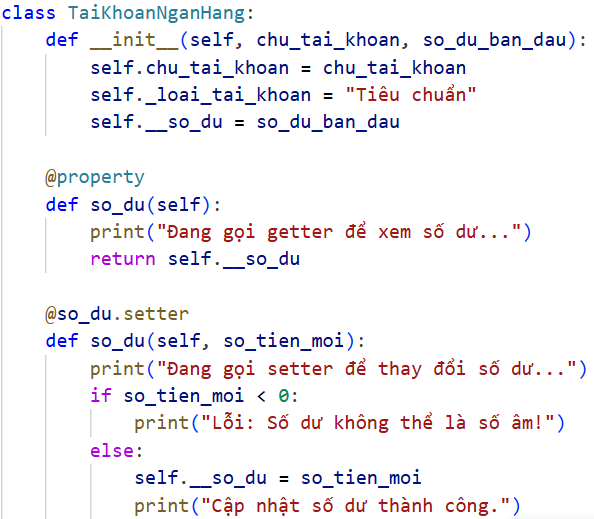 class TaiKhoanNganHang:
    def __init__(self, chu_tai_khoan, so_du_ban_dau):
        self.chu_tai_khoan = chu_tai_khoan
        self._loai_tai_khoan = "Tiêu chuẩn"
        self.__so_du = so_du_ban_dau

    @property
    def so_du(self):
        print("Đang gọi getter để xem số dư...")
        return self.__so_du

    @so_du.setter
    def so_du(self, so_tien_moi):
        print("Đang gọi setter để thay đổi số dư...")
        if so_tien_moi < 0:
            print("Lỗi: Số dư không thể là số âm!")
        else:
            self.__so_du = so_tien_moi
            print("Cập nhật số dư thành công.")